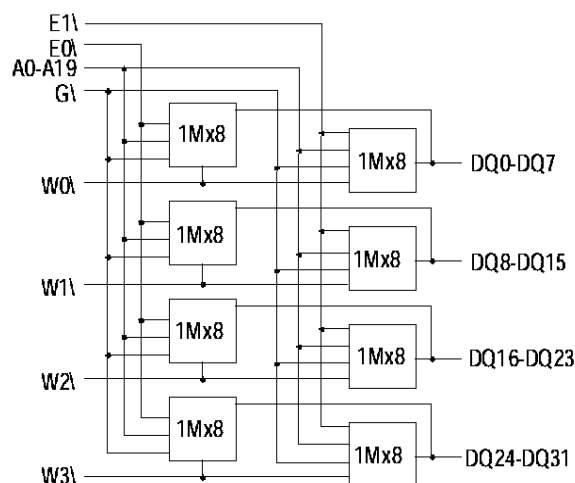 E1\
E0\
A0-A19
G\
1Mx8
1Mx8
DQ0-DQ7
W0\
1Mx8
1Mx8
DQ8-DQ15
W1\
1Mx8
1Mx8
DQ16-DQ23
W2\
1Mx8
1Mx8
DQ24-DQ31
W3\